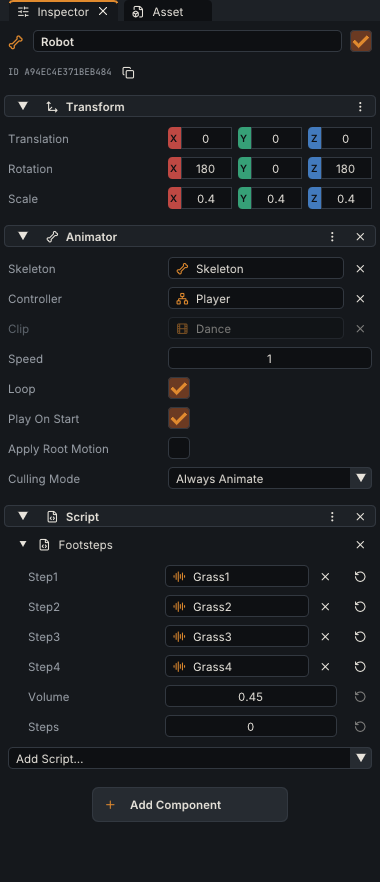 Inspector Asset
Robot
ID A94EC4E371BEB484
Transform
Translation X 0 Y 0 Z 0
Rotation X 180 Y 0 Z 180
Scale X 0.4 Y 0.4 Z 0.4
Animator
Skeleton Skeleton
Controller Player
Clip Dance
Speed 1
Loop
Play On Start
Apply Root Motion
Culling Mode Always Animate
Script
Footsteps
Step1 Grass1
Step2 Grass2
Step3 Grass3
Step4 Grass4
Volume 0.45
Steps 0
Add Script...
+ Add Component